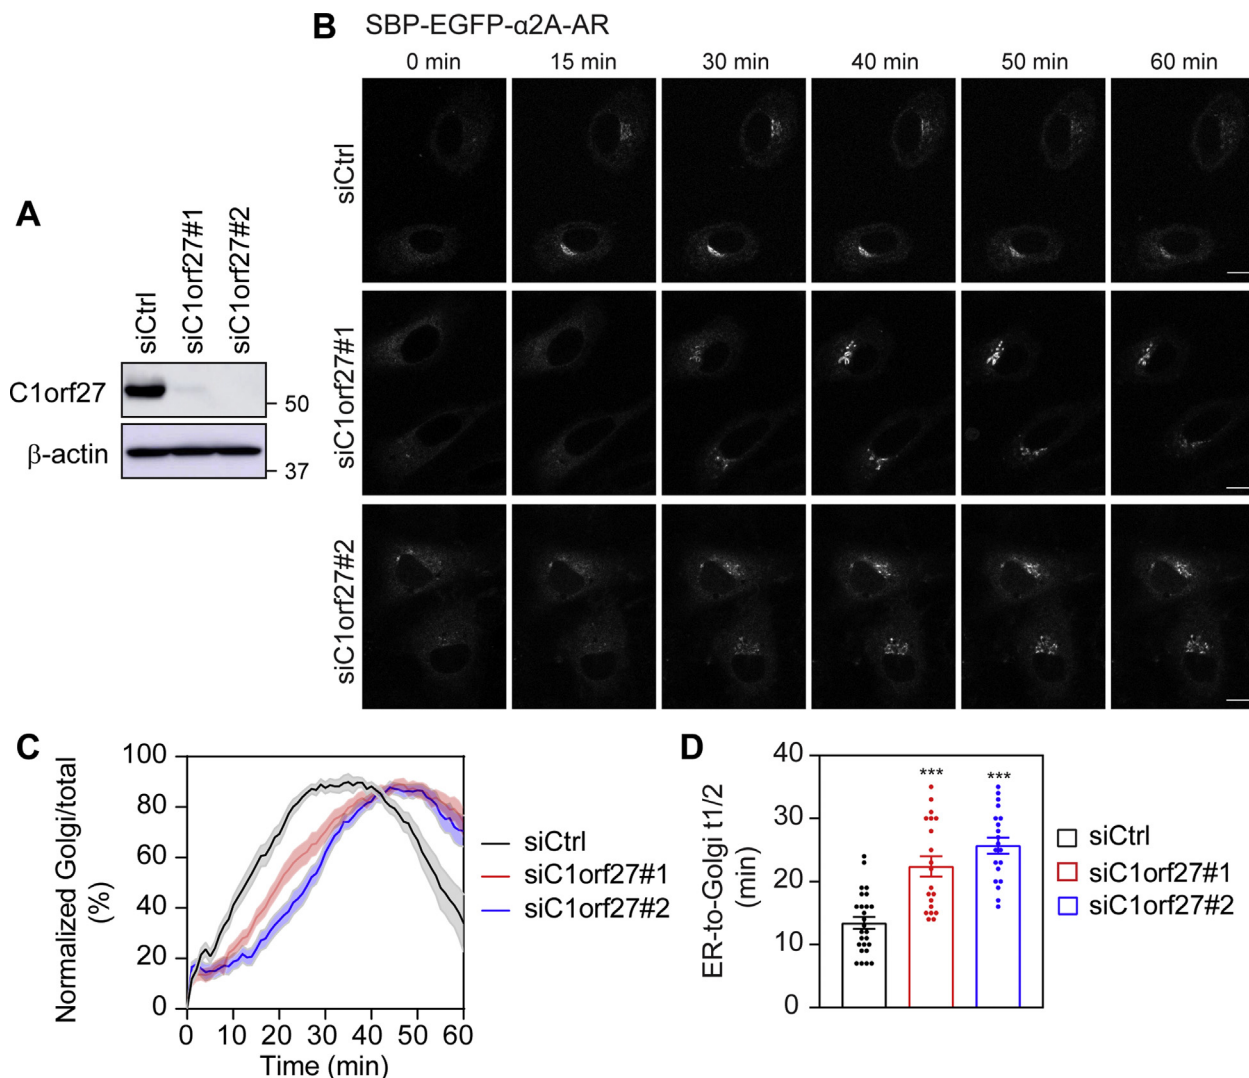 B SBP-EGFP-α2A-AR
0 min 15 min 30 min 40 min 50 min 60 min
siCtrl
siC1orf27#1
siC1orf27#2
A
siCtrl siC1orf27#1 siC1orf27#2
C1orf27 50
β-actin 37
C
Normalized Golgi/total
(%)
100
80
60
40
20
0
0 10 20 30 40 50 60
Time (min)
siCtrl
siC1orf27#1
siC1orf27#2
D
ER-to-Golgi t1/2
(min)
40
30
20
10
0
*** ***
siCtrl
siC1orf27#1
siC1orf27#2